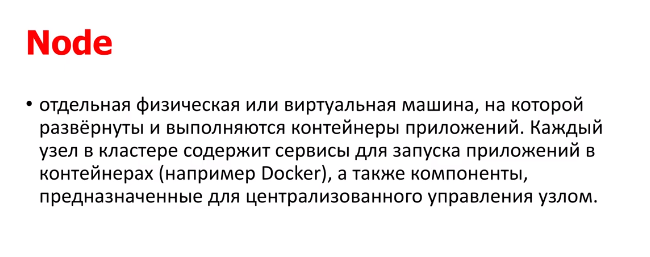 Node
• отдельная физическая или виртуальная машина, на которой
развёрнуты и выполняются контейнеры приложений. Каждый
узел в кластере содержит сервисы для запуска приложений в
контейнерах (например Docker), а также компоненты,
предназначенные для централизованного управления узлом.